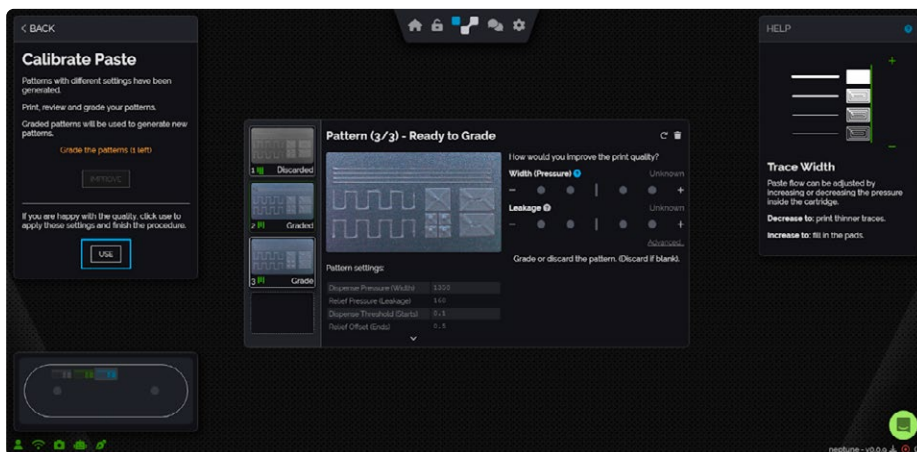 < BACK
Calibrate Paste
Patterns with different settings have been
generated.
Print, review and grade your patterns.
Graded patterns will be used to generate new
patterns.
Grade the patterns (1 left)
IMPROVE
If you are happy with the quality, click use to
apply these settings and finish the procedure.
USE
1 Discarded
2 Graded
3 Grade
Pattern (3/3) - Ready to Grade
How would you improve the print quality?
Width (Pressure) ? Unknown
- +
Leakage ? Unknown
- +
Advanced..
Grade or discard the pattern. (Discard if blank).
Pattern settings:
Dispense Pressure (Width) 1300
Relief Pressure (Leakage) 160
Dispense Threshold (Starts) 0.1
Relief Offset (Ends) 0.5
HELP
+
-
Trace Width
Paste flow can be adjusted by
increasing or decreasing the pressure
inside the cartridge.
Decrease to: print thinner traces.
Increase to: fill in the pads.
neptune - v0.0.0